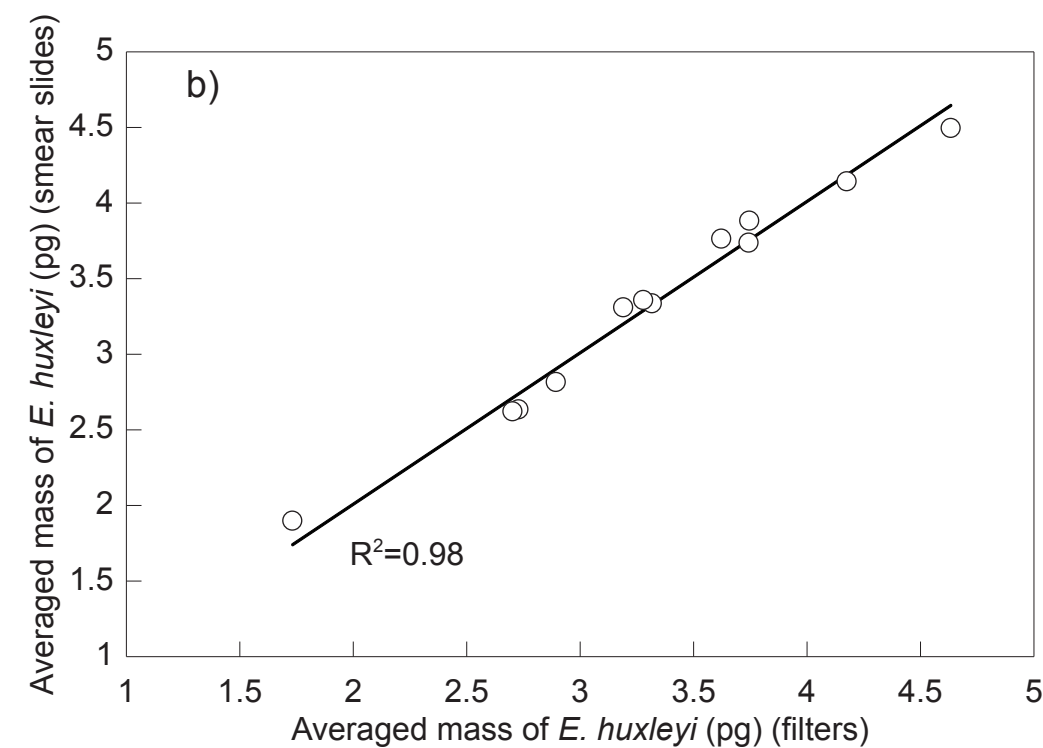 b)
Averaged mass of E. huxleyi (pg) (smear slides)
5
4.5
4
3.5
3
2.5
2
1.5
1
R²=0.98
1 1.5 2 2.5 3 3.5 4 4.5 5
Averaged mass of E. huxleyi (pg) (filters)